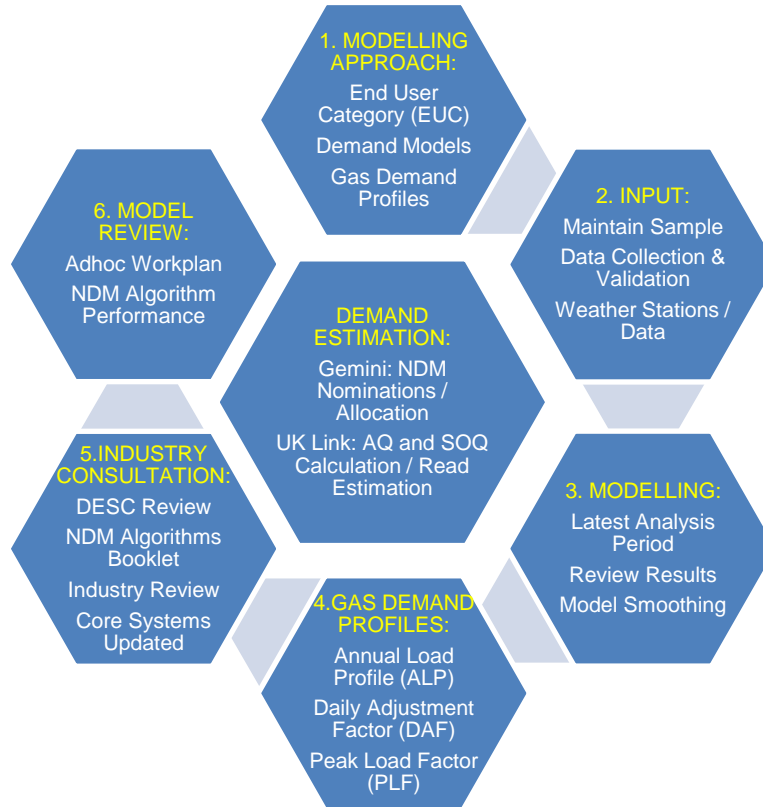 1. MODELLING
APPROACH:
End User
Category (EUC)
Demand Models
Gas Demand
Profiles
2. INPUT:
Maintain Sample
Data Collection &
Validation
Weather Stations /
Data
3. MODELLING:
Latest Analysis
Period
Review Results
Model Smoothing
4.GAS DEMAND
PROFILES:
Annual Load
Profile (ALP)
Daily Adjustment
Factor (DAF)
Peak Load Factor
(PLF)
5.INDUSTRY
CONSULTATION:
DESC Review
NDM Algorithms
Booklet
Industry Review
Core Systems
Updated
6. MODEL
REVIEW:
Adhoc Workplan
NDM Algorithm
Performance
DEMAND
ESTIMATION:
Gemini: NDM
Nominations /
Allocation
UK Link: AQ and SOQ
Calculation / Read
Estimation